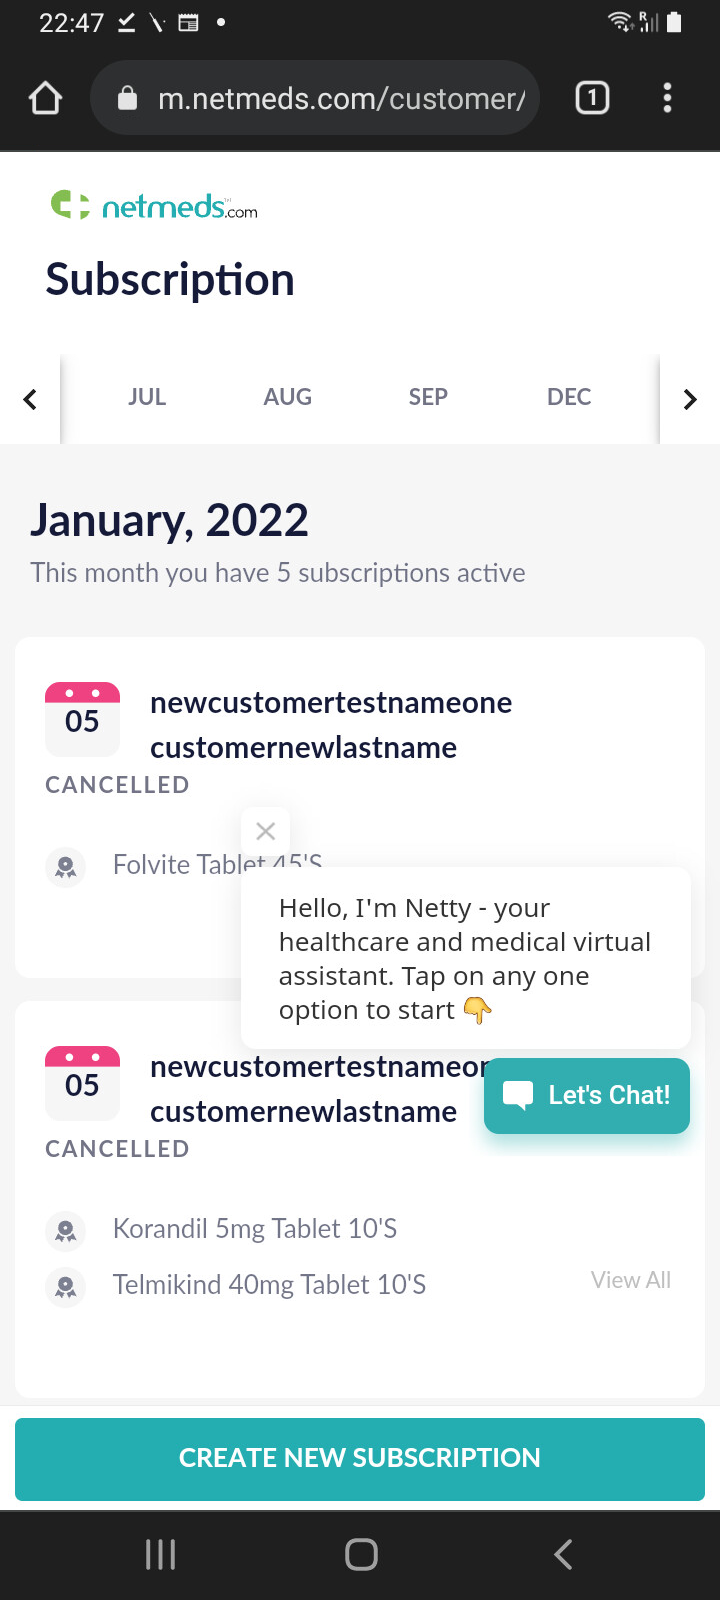 22:47
R
m.netmeds.com/customer/
1
netmeds.com
Subscription
JUL AUG SEP DEC
January, 2022
This month you have 5 subscriptions active
05
newcustomertestnameone
customernewlastname
CANCELLED
Folvite Tablet 45'S
Hello, I'm Netty - your
healthcare and medical virtual
assistant. Tap on any one
option to start 👇
05
newcustomertestnameon
customernewlastname
Let's Chat!
CANCELLED
Korandil 5mg Tablet 10'S
Telmikind 40mg Tablet 10'S
View All
CREATE NEW SUBSCRIPTION